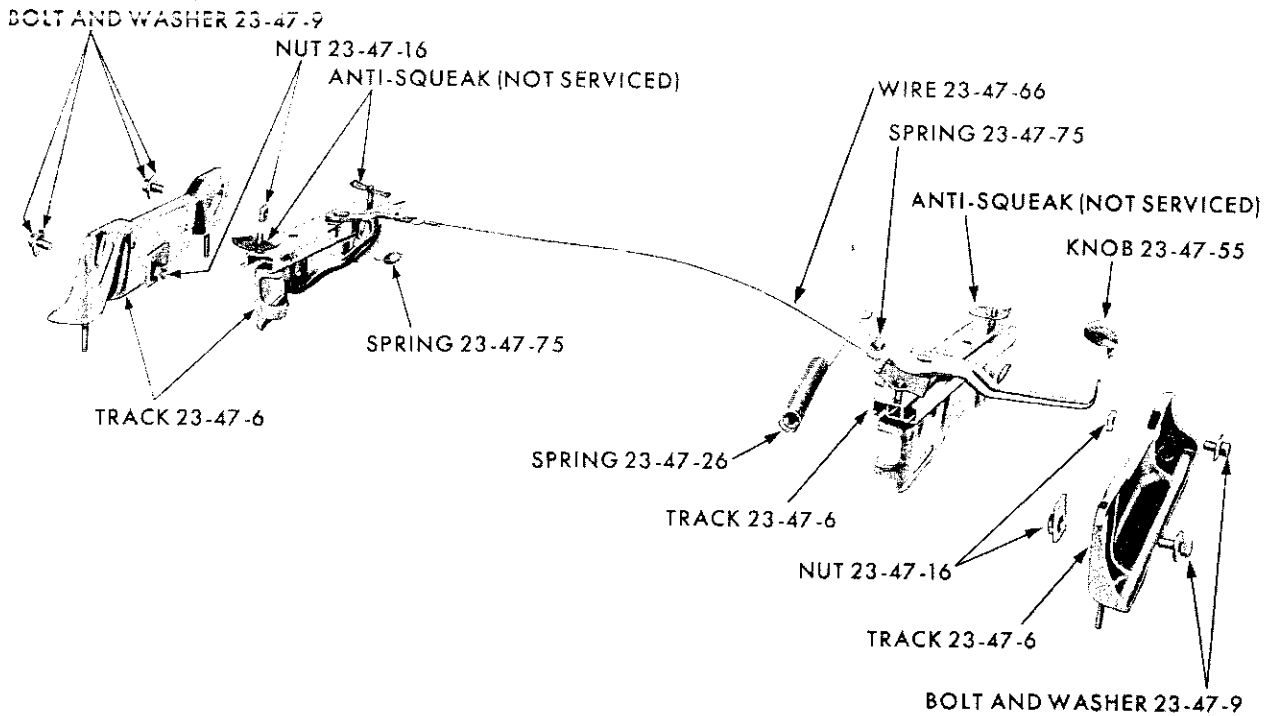 BOLT AND WASHER 23-47-9
NUT 23-47-16
ANTI-SQUEAK (NOT SERVICED)
WIRE 23-47-66
SPRING 23-47-75
ANTI-SQUEAK (NOT SERVICED)
KNOB 23-47-55
SPRING 23-47-75
TRACK 23-47-6
SPRING 23-47-26
TRACK 23-47-6
NUT 23-47-16
TRACK 23-47-6
BOLT AND WASHER 23-47-9